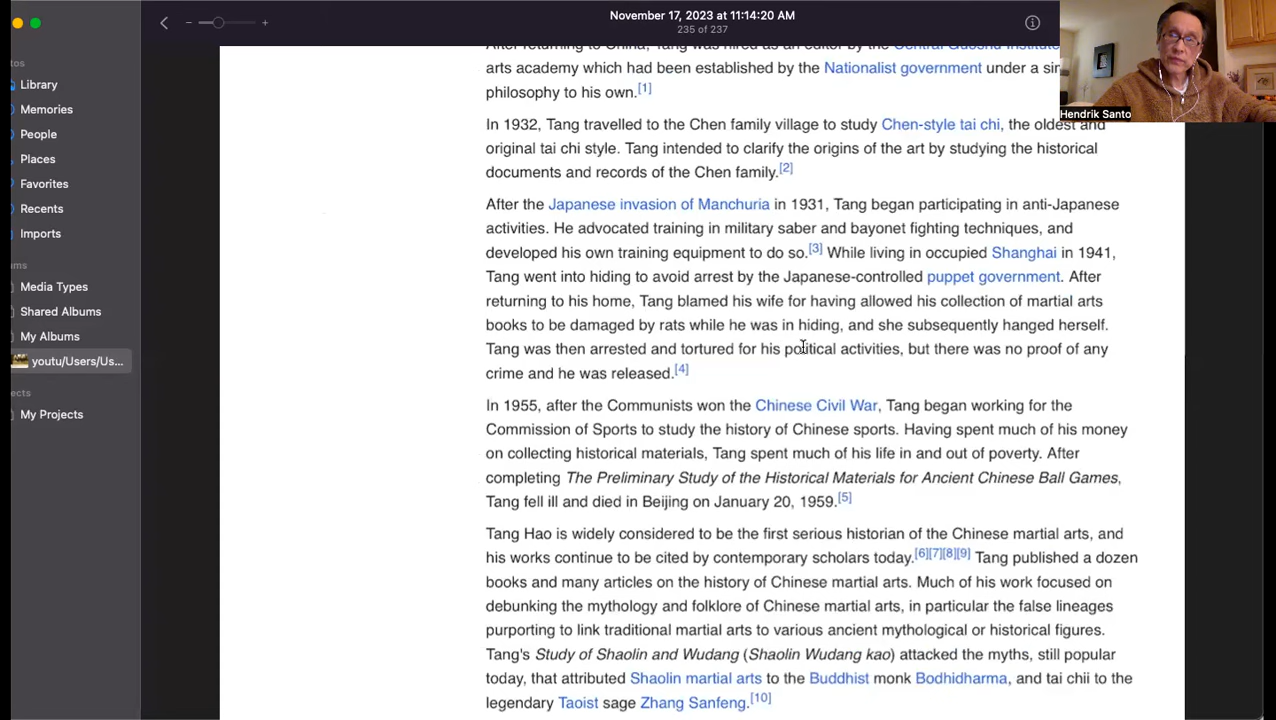 November 17, 2023 at 11:14:20 AM
235 of 237
Hendrik Santo
Library
Memories
People
Places
Favorites
Recents
Imports
Media Types
Shared Albums
My Albums
youtu/Users/Us...
My Projects
After returning to China, Tang was hired as an editor by the Central Guoshu Institute
arts academy which had been established by the Nationalist government under a
philosophy to his own.[1]
In 1932, Tang travelled to the Chen family village to study Chen-style tai chi, the oldest and
original tai chi style. Tang intended to clarify the origins of the art by studying the historical
documents and records of the Chen family.[2]
After the Japanese invasion of Manchuria in 1931, Tang began participating in anti-Japanese
activities. He advocated training in military saber and bayonet fighting techniques, and
developed his own training equipment to do so.[3] While living in occupied Shanghai in 1941,
Tang went into hiding to avoid arrest by the Japanese-controlled puppet government. After
returning to his home, Tang blamed his wife for having allowed his collection of martial arts
books to be damaged by rats while he was in hiding, and she subsequently hanged herself.
Tang was then arrested and tortured for his political activities, but there was no proof of any
crime and he was released.[4]
In 1955, after the Communists won the Chinese Civil War, Tang began working for the
Commission of Sports to study the history of Chinese sports. Having spent much of his money
on collecting historical materials, Tang spent much of his life in and out of poverty. After
completing The Preliminary Study of the Historical Materials for Ancient Chinese Ball Games,
Tang fell ill and died in Beijing on January 20, 1959.[5]
Tang Hao is widely considered to be the first serious historian of the Chinese martial arts, and
his works continue to be cited by contemporary scholars today.[6][7][8][9] Tang published a dozen
books and many articles on the history of Chinese martial arts. Much of his work focused on
debunking the mythology and folklore of Chinese martial arts, in particular the false lineages
purporting to link traditional martial arts to various ancient mythological or historical figures.
Tang's Study of Shaolin and Wudang (Shaolin Wudang kao) attacked the myths, still popular
today, that attributed Shaolin martial arts to the Buddhist monk Bodhidharma, and tai chii to the
legendary Taoist sage Zhang Sanfeng.[10]